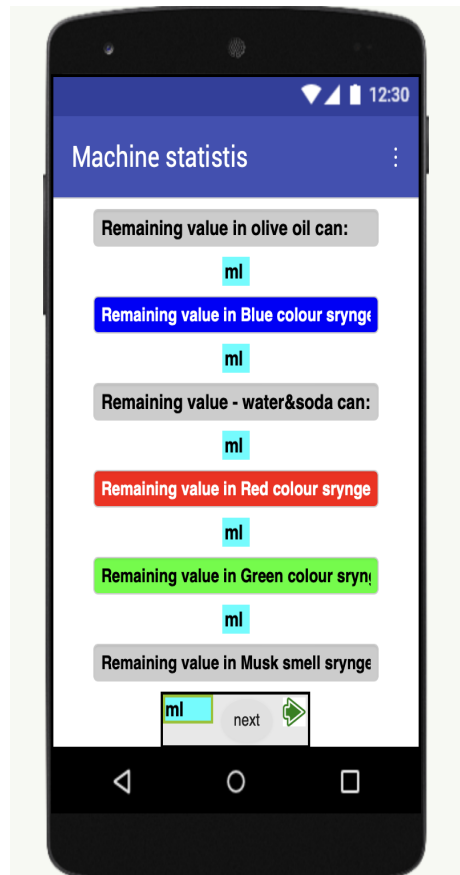 12:30
Machine statistis
Remaining value in olive oil can:
ml
Remaining value in Blue colour srynge
ml
Remaining value - water&soda can:
ml
Remaining value in Red colour srynge
ml
Remaining value in Green colour sryng
ml
Remaining value in Musk smell srynge
ml next